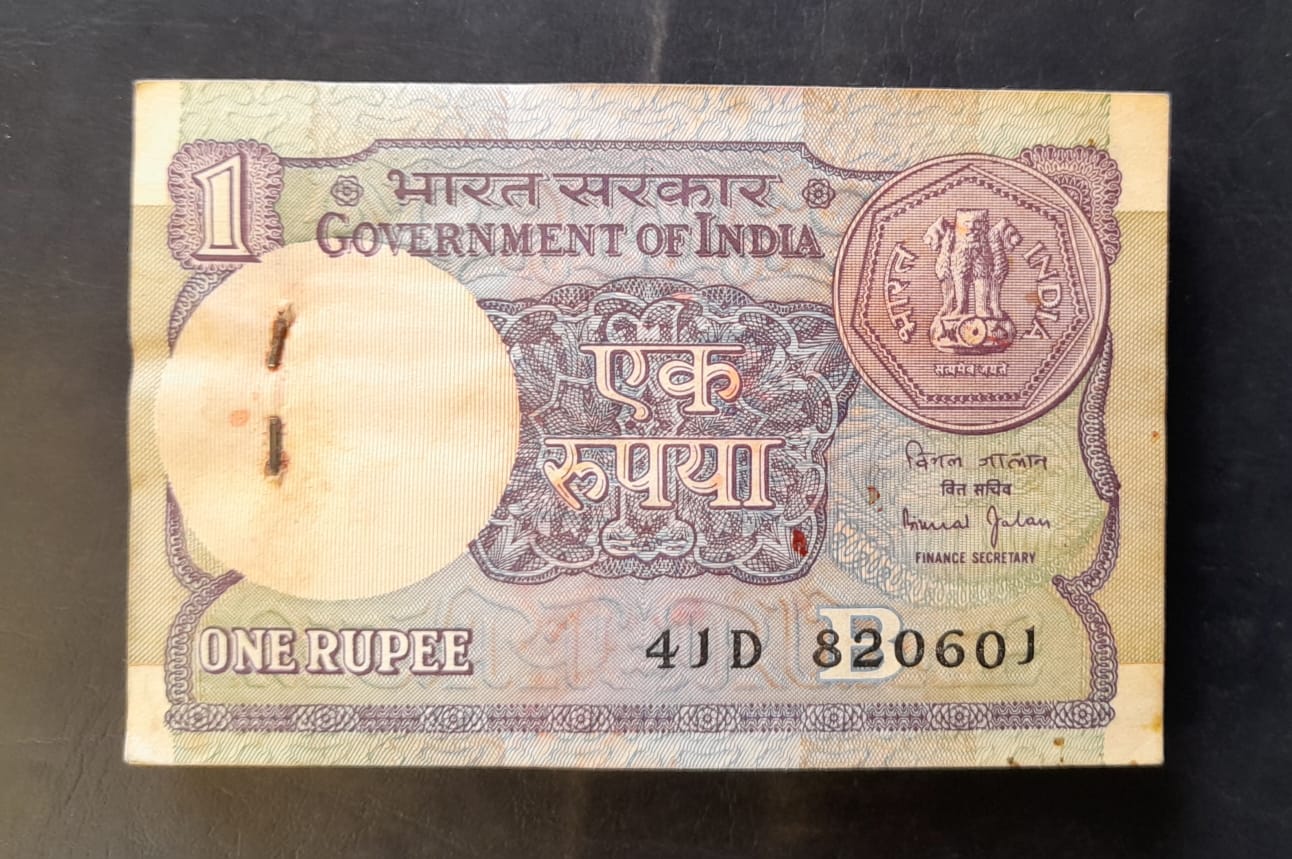 1
भारत सरकार
GOVERNMENT OF INDIA
भारत INDIA
सत्यमेव जयते
एक
रुपया
विमल जालान
वित्त सचिव
Bimal Jalan
FINANCE SECRETARY
ONE RUPEE
41D 820601
B